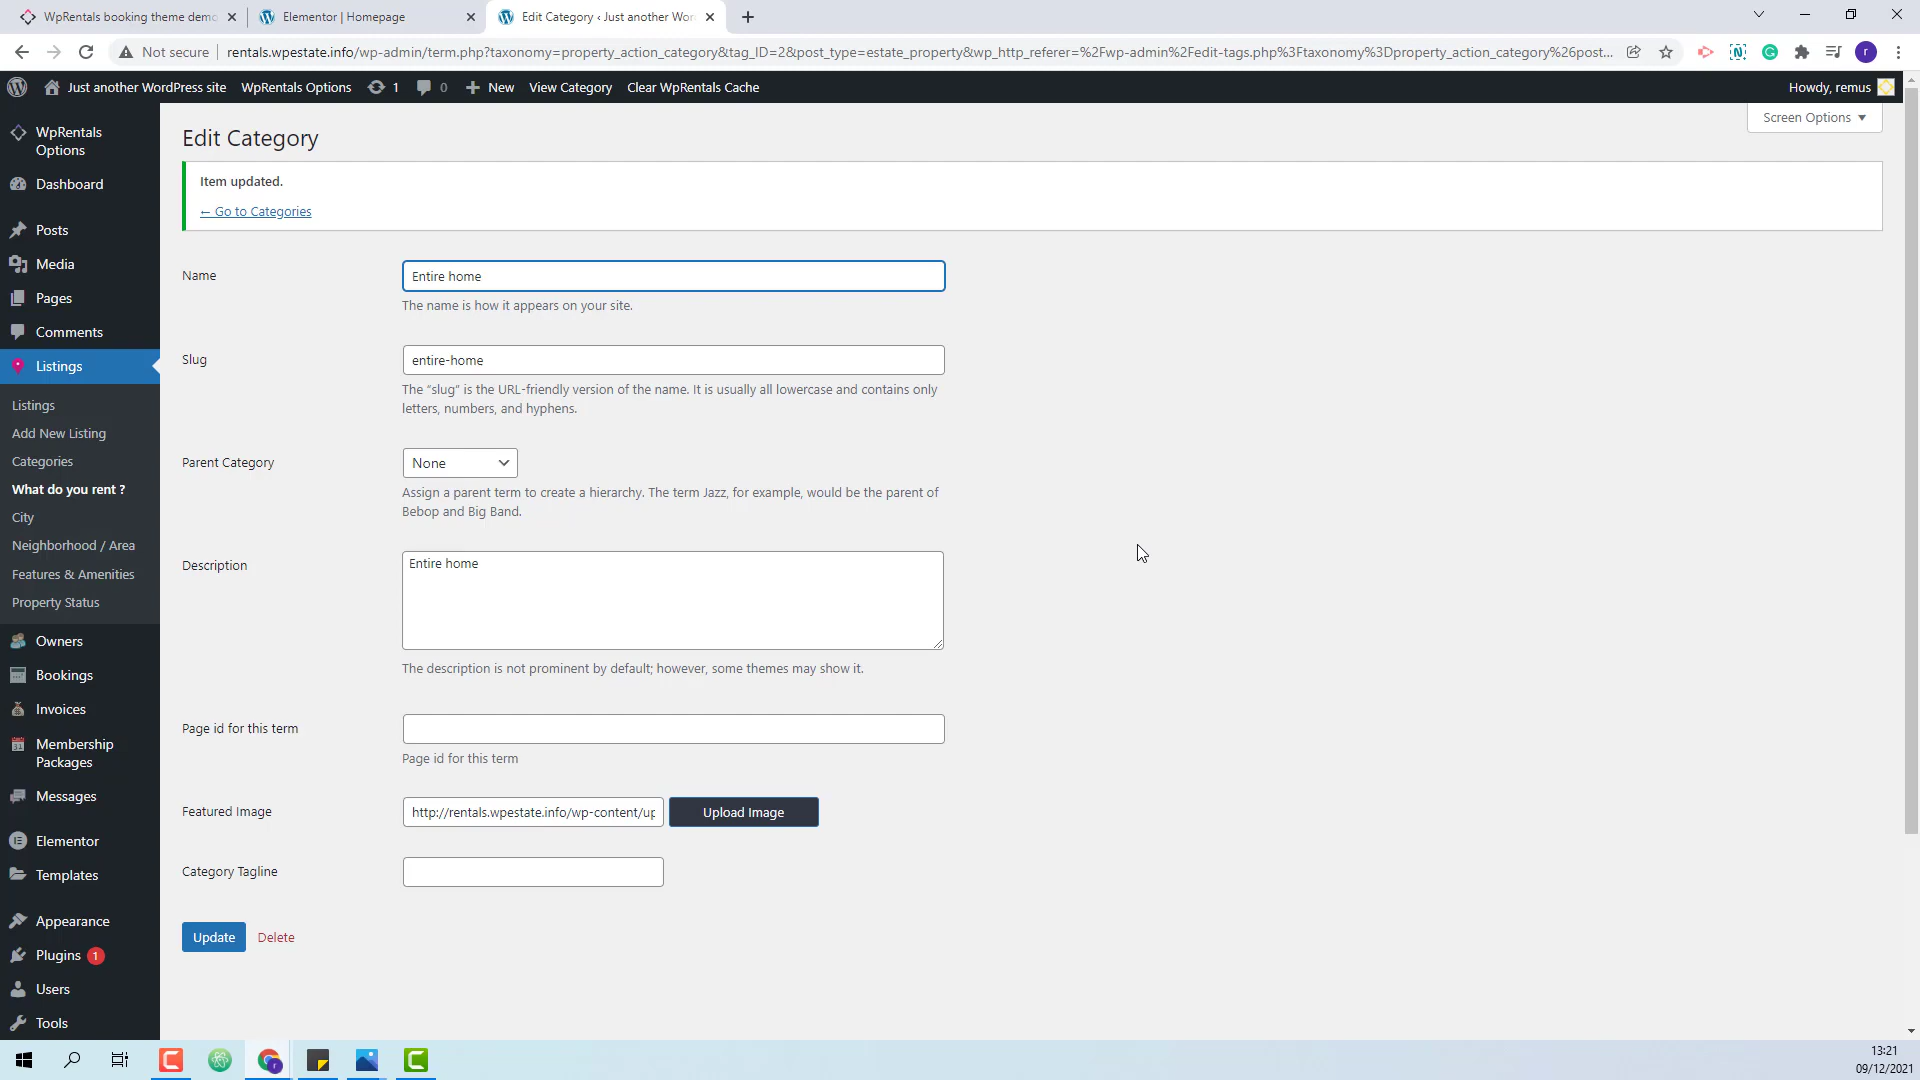 WpRentals booking theme demo
Elementor | Homepage
Edit Category ‹ Just another Wor
Not secure
rentals.wpestate.info/wp-admin/term.php?taxonomy=property_action_category&tag_ID=2&post_type=estate_property&wp_http_referer=%2Fwp-admin%2Fedit-tags.php%3Ftaxonomy%3Dproperty_action_category%26post...
r
Just another WordPress site
WpRentals Options
1
0
New
View Category
Clear WpRentals Cache
Howdy, remus
Screen Options
WpRentals
Options
Dashboard
Posts
Media
Pages
Comments
Listings
Listings
Add New Listing
Categories
What do you rent ?
City
Neighborhood / Area
Features & Amenities
Property Status
Owners
Bookings
Invoices
Membership
Packages
Messages
Elementor
Templates
Appearance
Plugins 1
Users
Tools
Edit Category
Item updated.
← Go to Categories
Name
Entire home
The name is how it appears on your site.
Slug
entire-home
The “slug” is the URL-friendly version of the name. It is usually all lowercase and contains only
letters, numbers, and hyphens.
Parent Category
None
Assign a parent term to create a hierarchy. The term Jazz, for example, would be the parent of
Bebop and Big Band.
Description
Entire home
The description is not prominent by default; however, some themes may show it.
Page id for this term
Page id for this term
Featured Image
http://rentals.wpestate.info/wp-content/up
Upload Image
Category Tagline
Update
Delete
13:21
09/12/2021